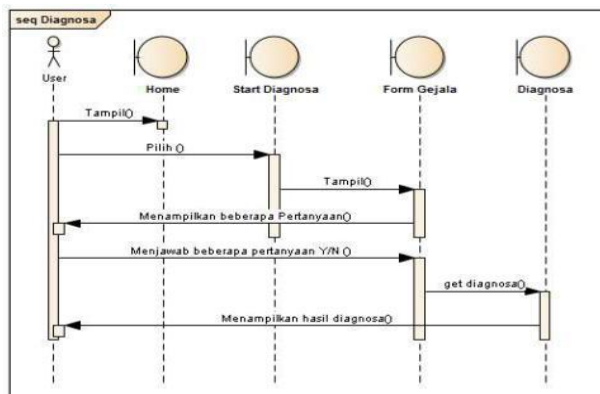 seq Diagnosa
User
Home
Start Diagnosa
Form Gejala
Diagnosa
Tampil()
Pilih ()
Tampil()
Menampilkan beberapa Pertanyaan()
Menjawab beberapa pertanyaan Y/N ()
get diagnosa()
Menampilkan hasil diagnosa()